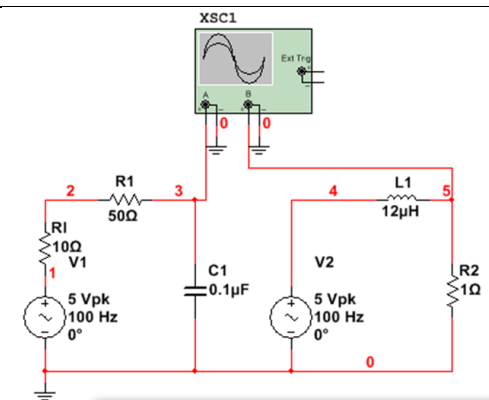 XSC1
Ext Trig
+
−
A
B
+
−
+
−
0
0
2
R1
50Ω
3
4
L1
12µH
5
RI
10Ω
V1
1
5 Vpk
100 Hz
0°
C1
0.1µF
V2
5 Vpk
100 Hz
0°
R2
1Ω
0